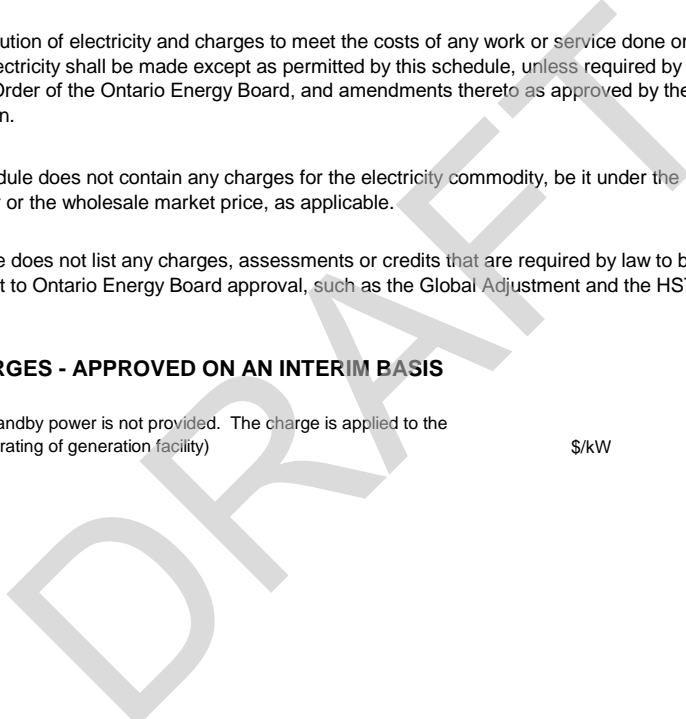 ution of electricity and charges to meet the costs of any work or service done or
ectricity shall be made except as permitted by this schedule, unless required by
Order of the Ontario Energy Board, and amendments thereto as approved by the
n.
dule does not contain any charges for the electricity commodity, be it under the
or the wholesale market price, as applicable.
e does not list any charges, assessments or credits that are required by law to b
t to Ontario Energy Board approval, such as the Global Adjustment and the HS
RGES - APPROVED ON AN INTERIM BASIS
andby power is not provided.  The charge is applied to the
rating of generation facility) $/kW
DRAFT